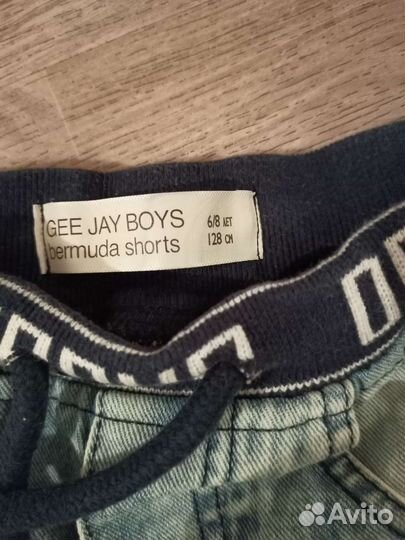 GEE JAY BOYS 6/8 ЛЕТ
bermuda shorts 128 СМ
Avito